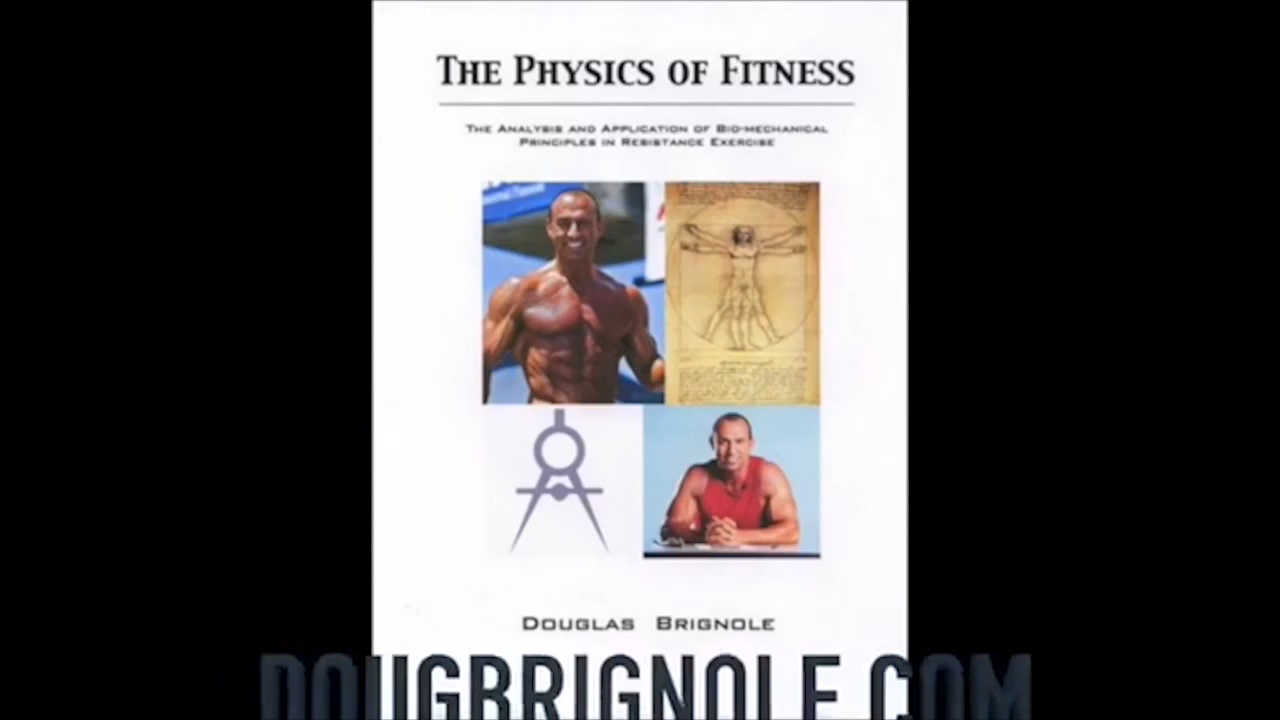 THE PHYSICS OF FITNESS
THE ANALYSIS AND APPLICATION OF BIO-MECHANICAL
PRINCIPLES IN RESISTANCE EXERCISE
DOUGLAS BRIGNOLE
DOUGBRIGNOLE.COM